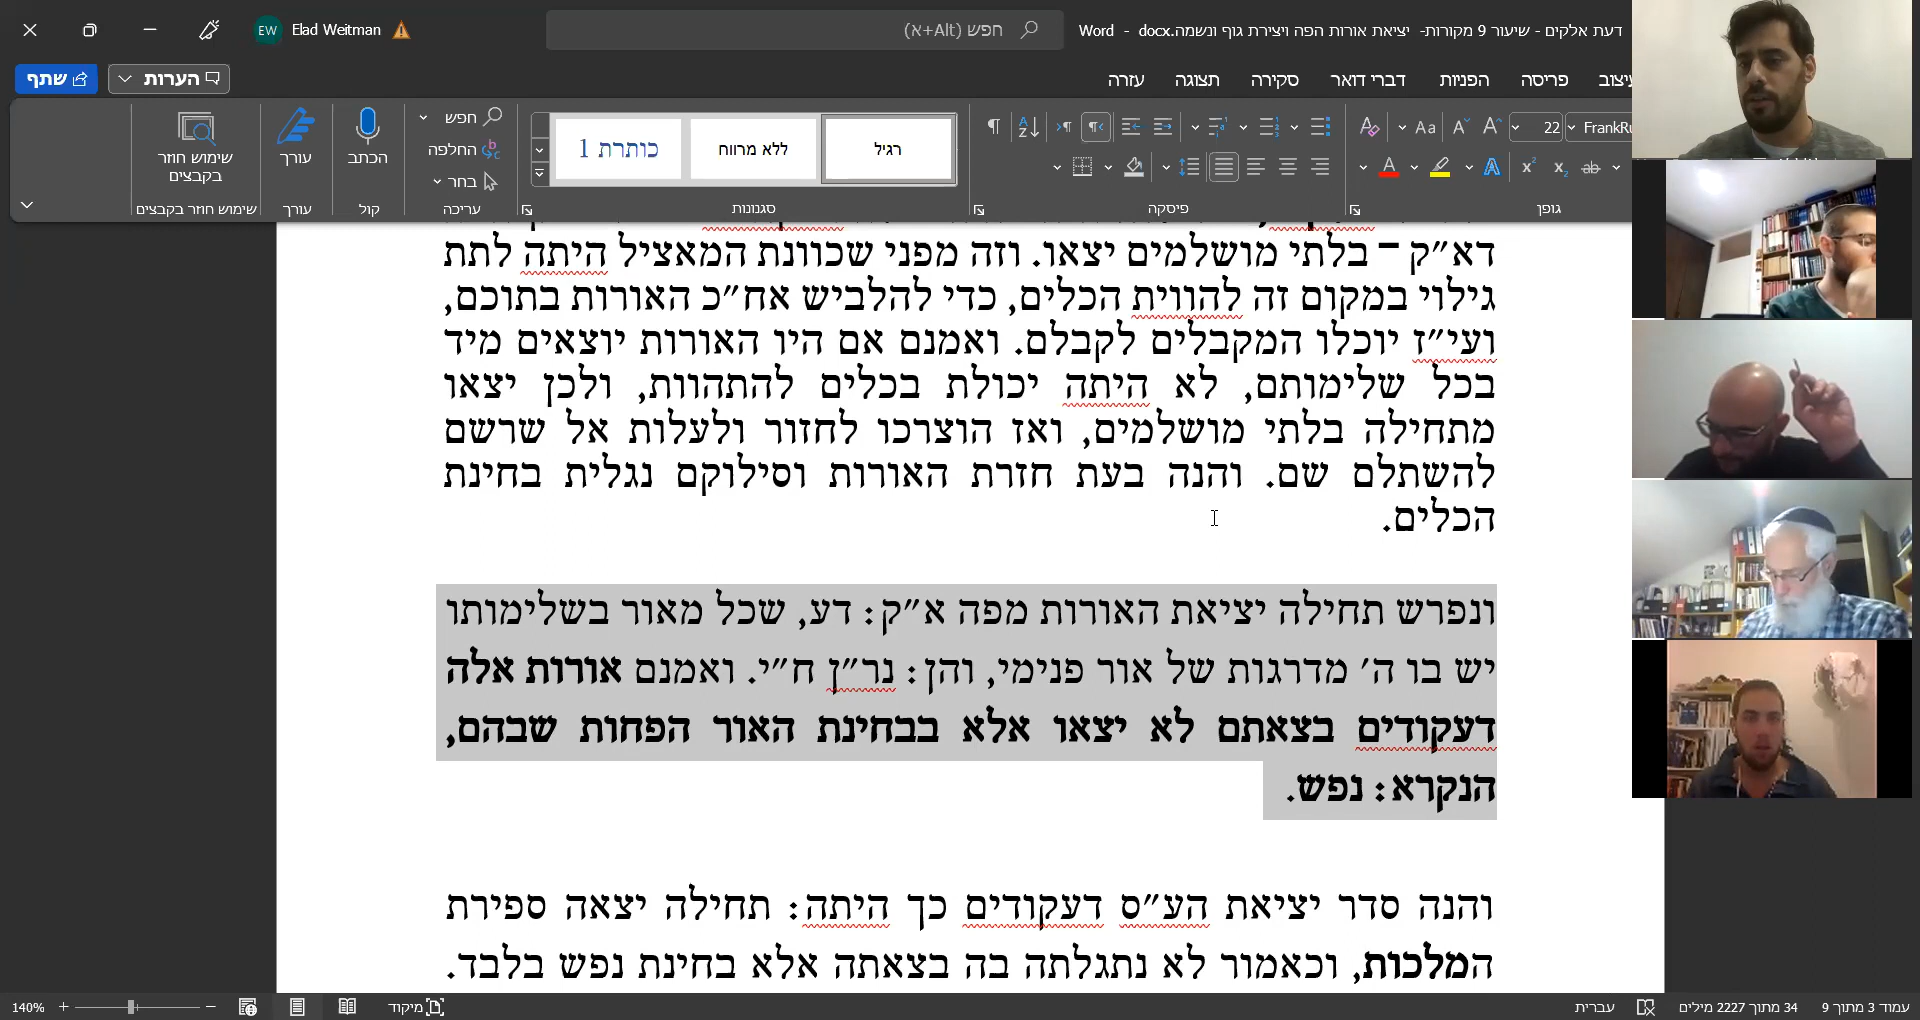 דעת אלקים - שיעור 9 מקורות- יציאת אורות הפה ויצירת גוף ונשמה.docx - Word
חפש (Alt+א)
Elad Weitman EW
עיצוב פריסה הפניות דברי דואר סקירה תצוגה עזרה
הערות שתף
22 FrankRu
גופן
פיסקה
רגיל
ללא מרווח
כותרת 1
סגנונות
חפש
החלפה
בחר
עריכה
הכתב
קול
עורך
עורך
שימוש חוזר
בקבצים
שימוש חוזר בקבצים
דא״ק – בלתי מושלמים יצאו. וזה מפני שכוונת המאציל היתה לתת
גילוי במקום זה להווית הכלים, כדי להלביש אח״כ האורות בתוכם,
ועי״ז יוכלו המקבלים לקבלם. ואמנם אם היו האורות יוצאים מיד
בכל שלימותם, לא היתה יכולת בכלים להתהוות, ולכן יצאו
מתחילה בלתי מושלמים, ואז הוצרכו לחזור ולעלות אל שרשם
להשתלם שם. והנה בעת חזרת האורות וסילוקם נגלית בחינת
הכלים.
ונפרש תחילה יציאת האורות מפה א״ק: דע, שכל מאור בשלימותו
יש בו ה׳ מדרגות של אור פנימי, והן: נר״ן ח״י. ואמנם אורות אלה
דעקודים בצאתם לא יצאו אלא בבחינת האור הפחות שבהם,
הנקרא: נפש.
והנה סדר יציאת הע״ס דעקודים כך היתה: תחילה יצאה ספירת
המלכות, וכאמור לא נתגלתה בה בצאתה אלא בחינת נפש בלבד.
עמוד 3 מתוך 9 34 מתוך 2227 מילים עברית
מיקוד
140%